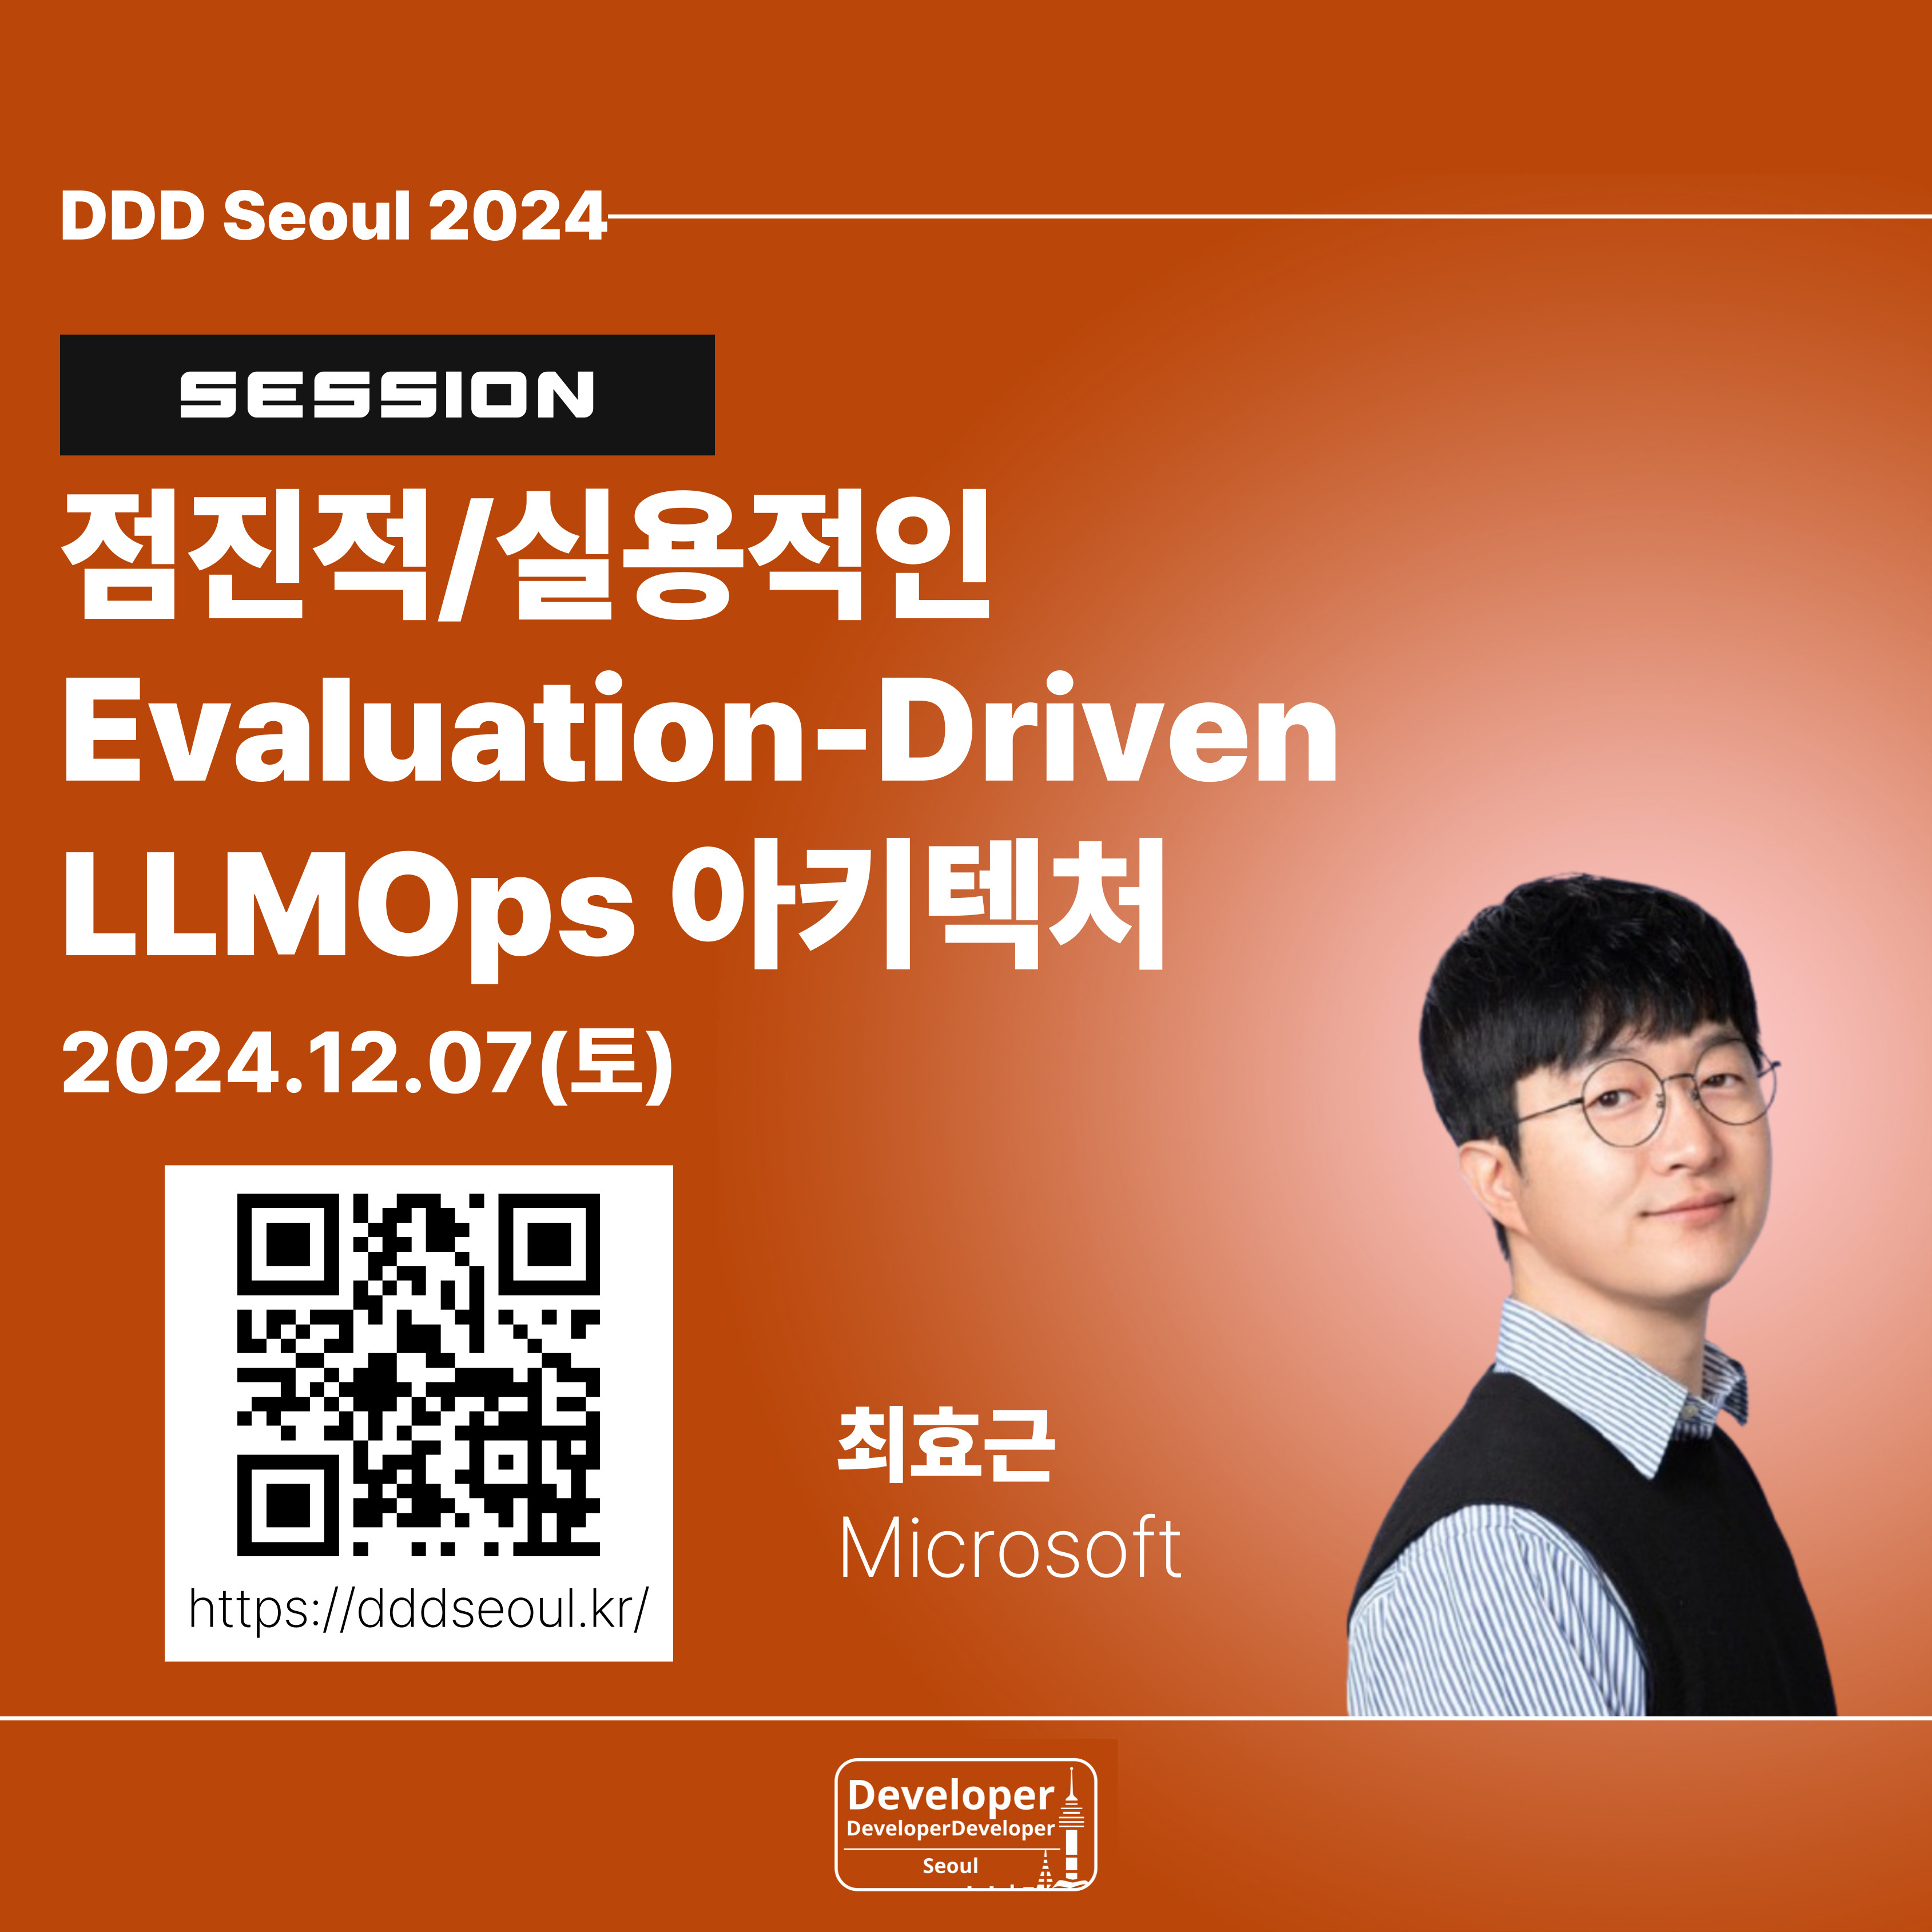 DDD Seoul 2024
SESSION
점진적/실용적인
Evaluation-Driven
LLMOps 아키텍처
2024.12.07(토)
https://dddseoul.kr/
최효근
Microsoft
Developer
DeveloperDeveloper
Seoul